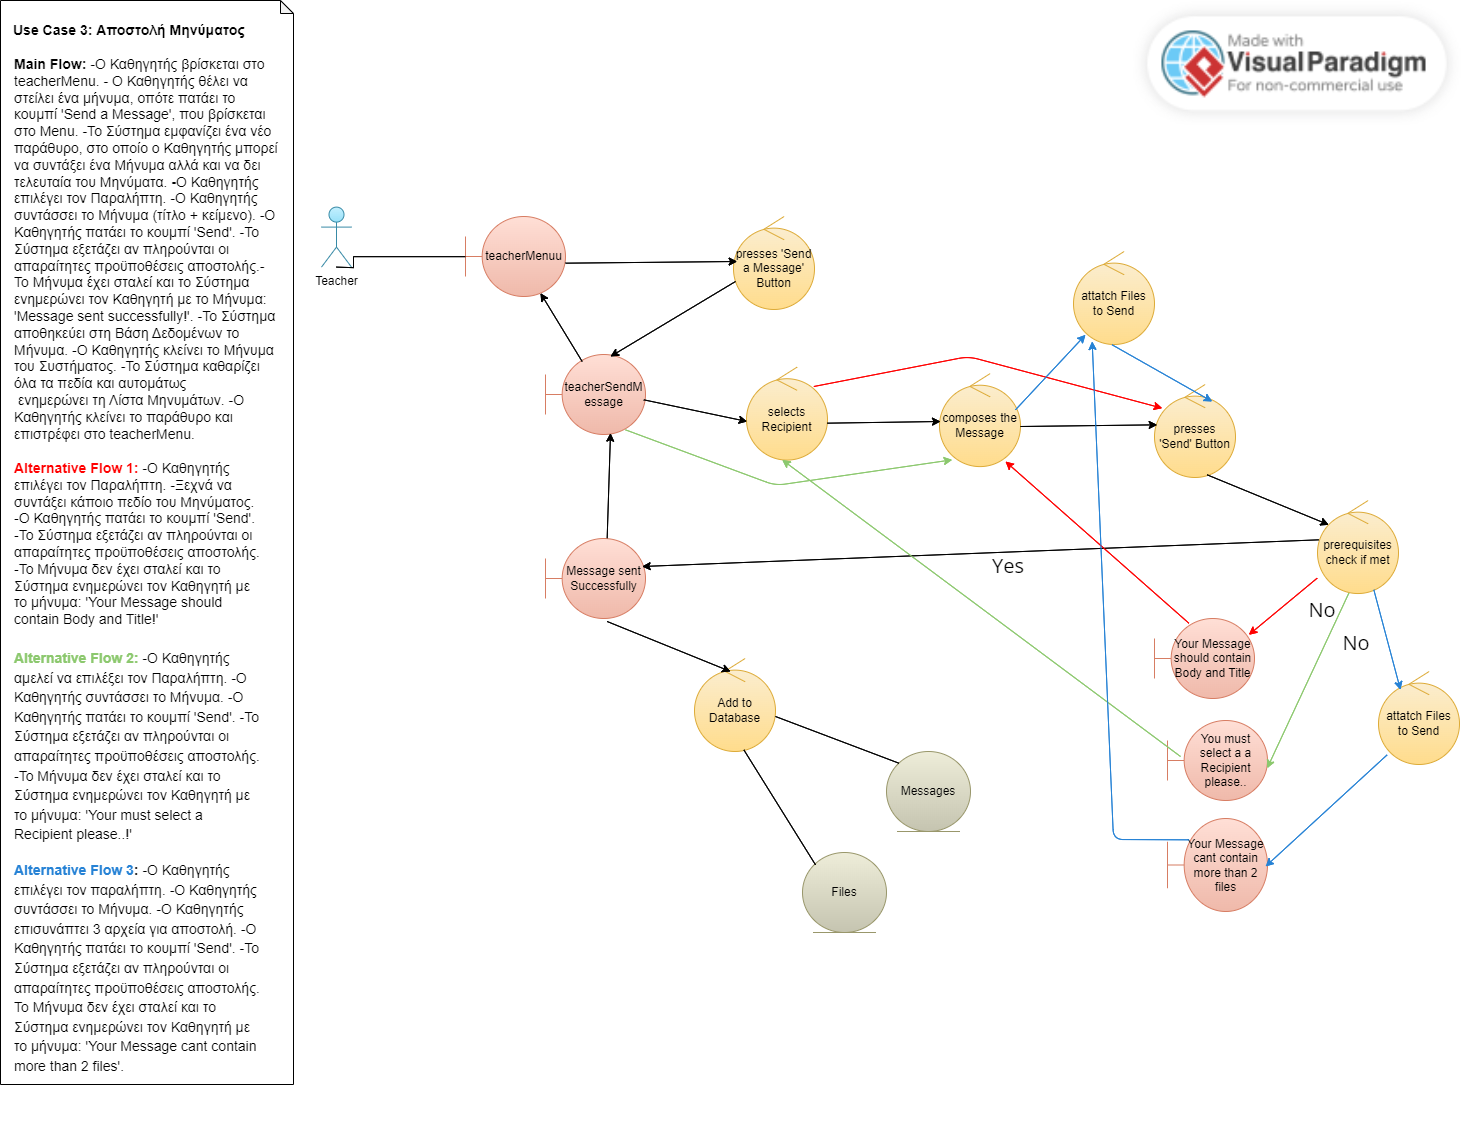 Use Case 3: Αποστολή Μηνύματος
Main Flow: -Ο Καθηγητής βρίσκεται στο
teacherMenu. - Ο Καθηγητής θέλει να
στείλει ένα μήνυμα, οπότε πατάει το
κουμπί 'Send a Message', που βρίσκεται
στο Menu. -Το Σύστημα εμφανίζει ένα νέο
παράθυρο, στο οποίο ο Καθηγητής μπορεί
να συντάξει ένα Μήνυμα αλλά και να δει
τελευταία του Μηνύματα. -Ο Καθηγητής
επιλέγει τον Παραλήπτη. -Ο Καθηγητής
συντάσσει το Μήνυμα (τίτλο + κείμενο). -Ο
Καθηγητής πατάει το κουμπί 'Send'. -Το
Σύστημα εξετάζει αν πληρούνται οι
απαραίτητες προϋποθέσεις αποστολής.-
Το Μήνυμα έχει σταλεί και το Σύστημα
ενημερώνει τον Καθηγητή με το Μήνυμα:
'Message sent successfully!'. -Το Σύστημα
αποθηκεύει στη Βάση Δεδομένων το
Μήνυμα. -Ο Καθηγητής κλείνει το Μήνυμα
του Συστήματος. -Το Σύστημα καθαρίζει
όλα τα πεδία και αυτομάτως
ενημερώνει τη Λίστα Μηνυμάτων. -Ο
Καθηγητής κλείνει το παράθυρο και
επιστρέφει στο teacherMenu.
Alternative Flow 1: -Ο Καθηγητής
επιλέγει τον Παραλήπτη. -Ξεχνά να
συντάξει κάποιο πεδίο του Μηνύματος.
-Ο Καθηγητής πατάει το κουμπί 'Send'.
-Το Σύστημα εξετάζει αν πληρούνται οι
απαραίτητες προϋποθέσεις αποστολής.
-Το Μήνυμα δεν έχει σταλεί και το
Σύστημα ενημερώνει τον Καθηγητή με
το μήνυμα: 'Your Message should
contain Body and Title!'
Alternative Flow 2: -Ο Καθηγητής
αμελεί να επιλέξει τον Παραλήπτη. -Ο
Καθηγητής συντάσσει το Μήνυμα. -Ο
Καθηγητής πατάει το κουμπί 'Send'. -Το
Σύστημα εξετάζει αν πληρούνται οι
απαραίτητες προϋποθέσεις αποστολής.
-Το Μήνυμα δεν έχει σταλεί και το
Σύστημα ενημερώνει τον Καθηγητή με
το μήνυμα: 'Your must select a
Recipient please..!'
Alternative Flow 3: -Ο Καθηγητής
επιλέγει τον παραλήπτη. -Ο Καθηγητής
συντάσσει το Μήνυμα. -Ο Καθηγητής
επισυνάπτει 3 αρχεία για αποστολή. -Ο
Καθηγητής πατάει το κουμπί 'Send'. -Το
Σύστημα εξετάζει αν πληρούνται οι
απαραίτητες προϋποθέσεις αποστολής.
Το Μήνυμα δεν έχει σταλεί και το
Σύστημα ενημερώνει τον Καθηγητή με
το μήνυμα: 'Your Message cant contain
more than 2 files'.
Made with
Visual Paradigm
For non-commercial use
Teacher
teacherMenuu
presses 'Send
a Message'
Button
attatch Files
to Send
teacherSendM
essage
selects
Recipient
composes the
Message
presses
'Send' Button
prerequisites
check if met
Yes
Message sent
Successfully
No
No
Your Message
should contain
Body and Title
Add to
Database
attatch Files
to Send
You must
select a a
Recipient
please..
Messages
Your Message
cant contain
more than 2
files
Files